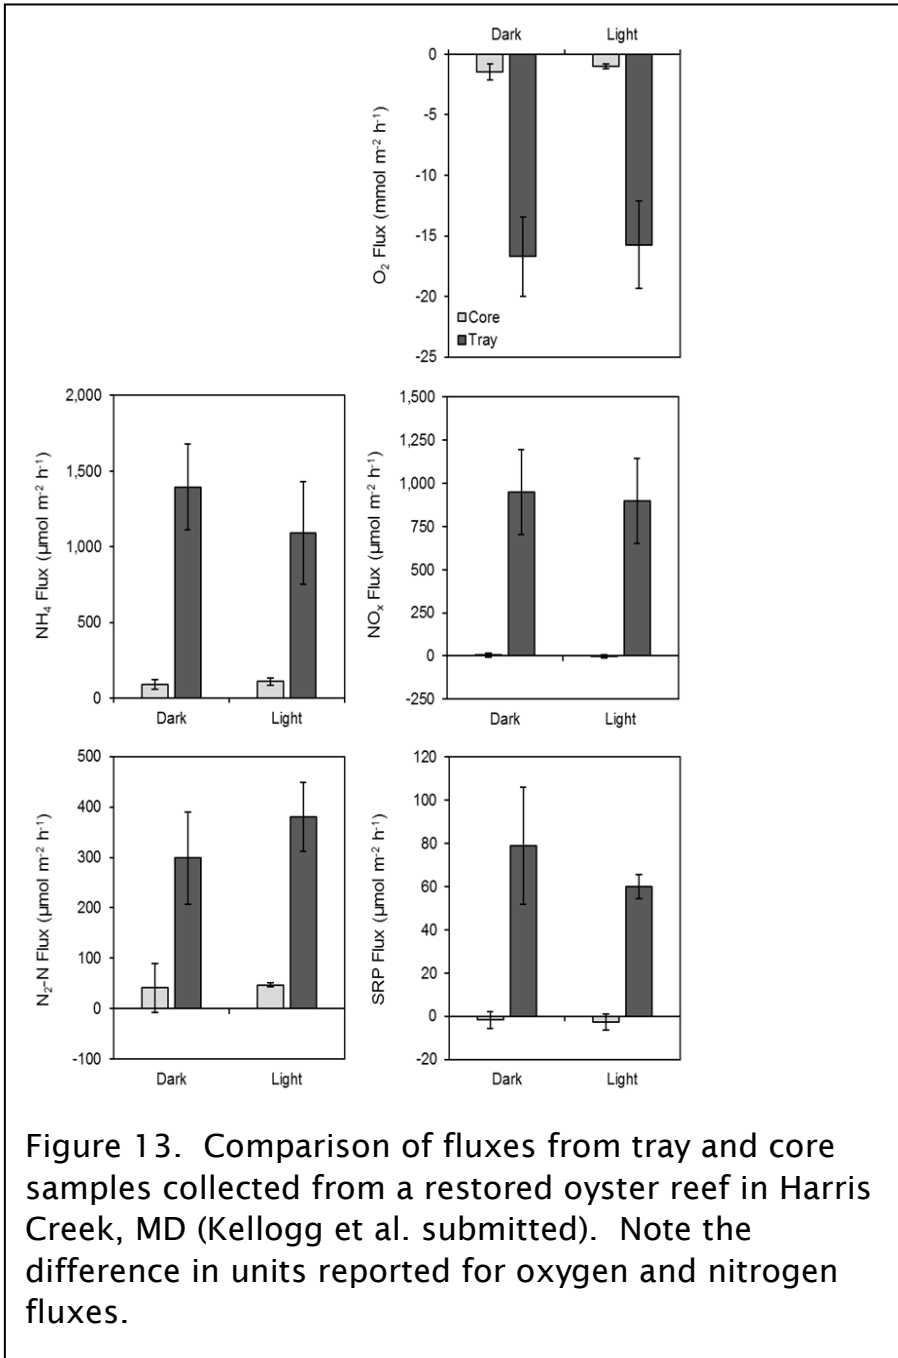 Dark Light
0
-5
-10
-15
-20
-25
O₂ Flux (mmol m⁻² h⁻¹)
Core
Tray
2,000
1,500
1,000
500
0
NH₄ Flux (µmol m⁻² h⁻¹)
Dark Light
1,500
1,250
1,000
750
500
250
0
-250
NOₓ Flux (µmol m⁻² h⁻¹)
Dark Light
500
400
300
200
100
0
-100
N₂-N Flux (µmol m⁻² h⁻¹)
Dark Light
120
100
80
60
40
20
0
-20
SRP Flux (µmol m⁻² h⁻¹)
Dark Light
Figure 13. Comparison of fluxes from tray and core
samples collected from a restored oyster reef in Harris
Creek, MD (Kellogg et al. submitted). Note the
difference in units reported for oxygen and nitrogen
fluxes.